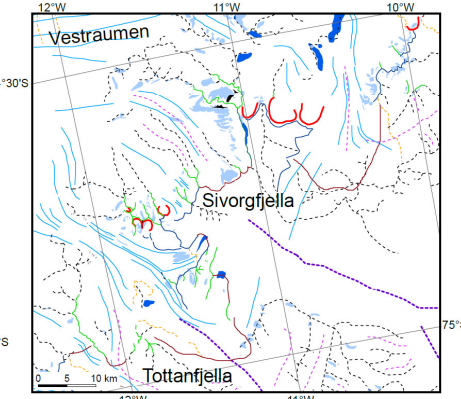 12°W
11°W
10°W
Vestraumen
°30'S
Sivorgfjella
75°
°S
Tottanfjella
0 5 10 km